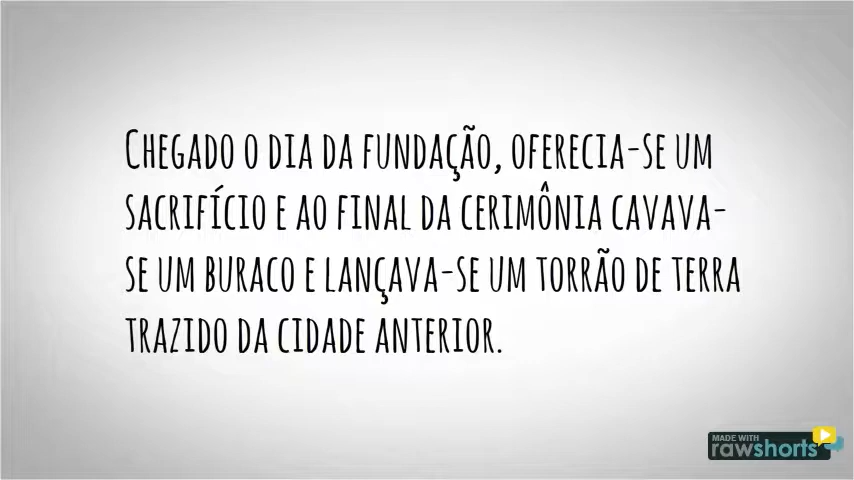 Chegado o dia da fundação, oferecia-se um
sacrifício e ao final da cerimônia cavava-
se um buraco e lançava-se um torrão de terra
trazido da cidade anterior.
MADE WITH
rawshorts